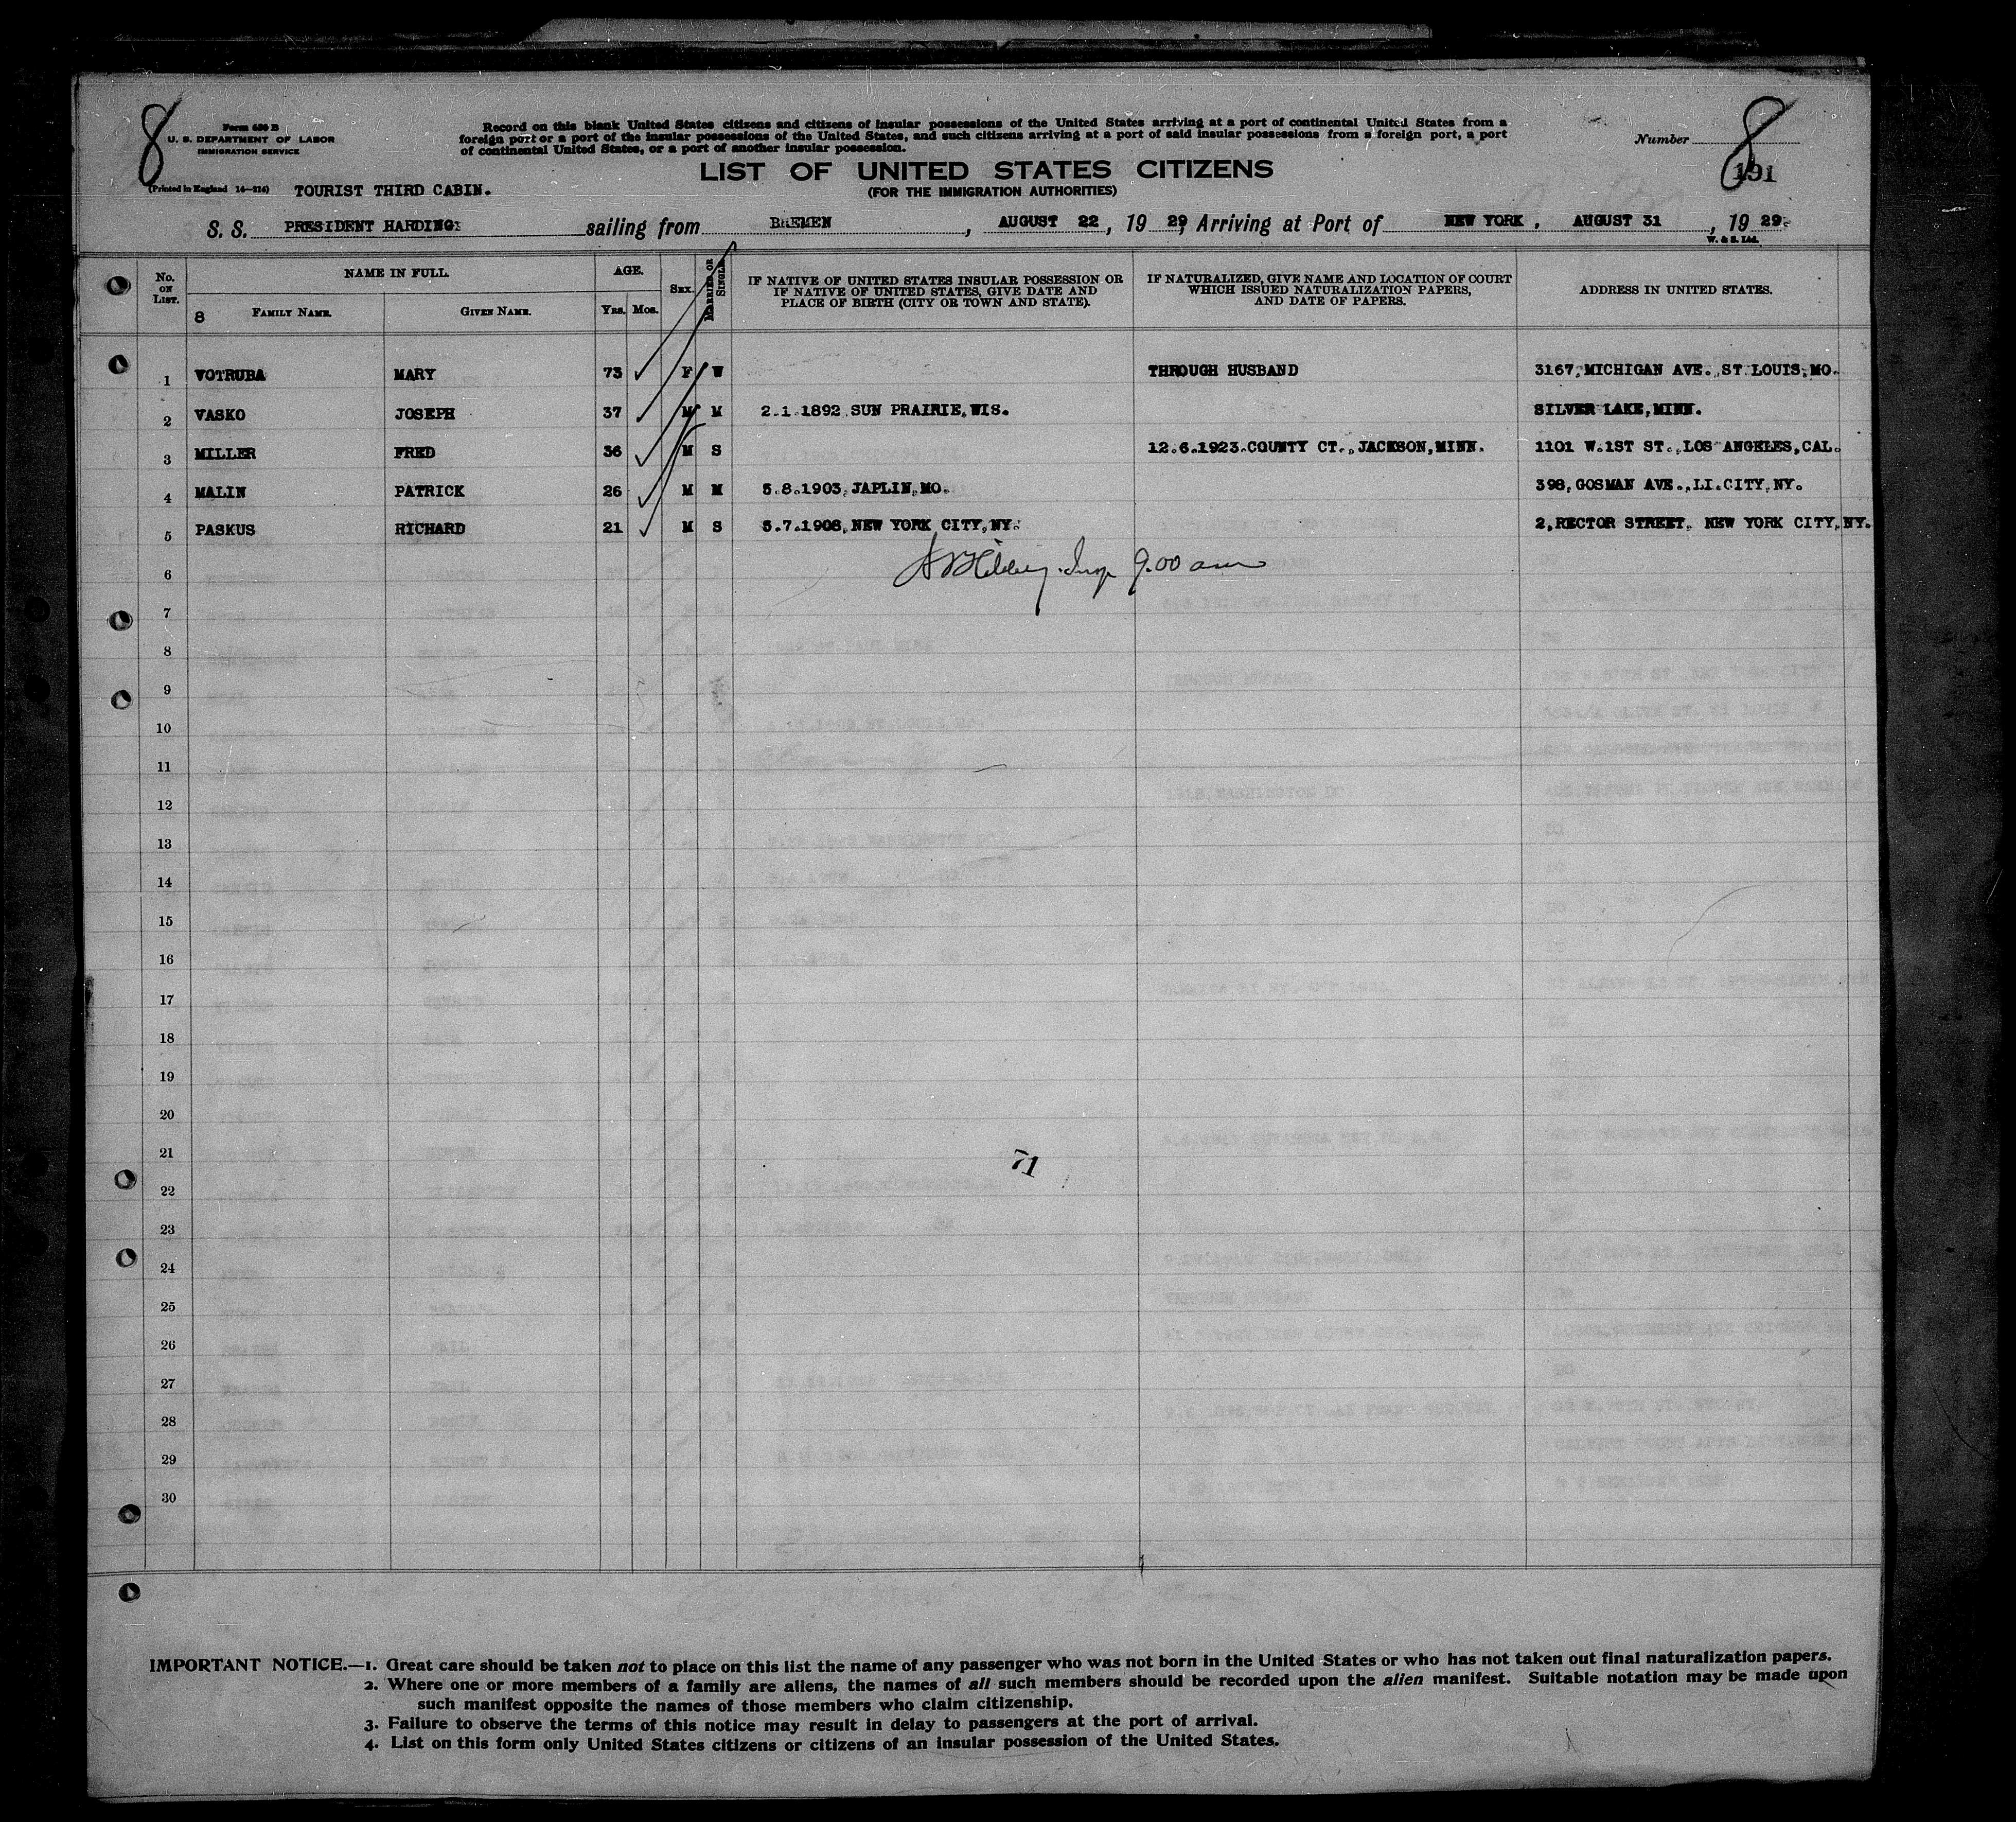 8
Form 630 B
U. S. DEPARTMENT OF LABOR
IMMIGRATION SERVICE
(Printed in England 14—214)
TOURIST THIRD CABIN.
Record on this blank United States citizens and citizens of insular possessions of the United States arriving at a port of continental United States from a
foreign port or a port of the insular possessions of the United States, and such citizens arriving at a port of said insular possessions from a foreign port, a port
of continental United States, or a port of another insular possession.
LIST OF UNITED STATES CITIZENS
(FOR THE IMMIGRATION AUTHORITIES)
Number
8
191
S. S. PRESIDENT HARDING: sailing from BREMEN, AUGUST 22, 19 29, Arriving at Port of NEW YORK, AUGUST 31, 19 29.
W. & S. Ltd.
No. ON LIST. NAME IN FULL. AGE. SEX. MARRIED OR SINGLE. IF NATIVE OF UNITED STATES INSULAR POSSESSION OR IF NATIVE OF UNITED STATES, GIVE DATE AND PLACE OF BIRTH (CITY OR TOWN AND STATE). IF NATURALIZED, GIVE NAME AND LOCATION OF COURT WHICH ISSUED NATURALIZATION PAPERS, AND DATE OF PAPERS. ADDRESS IN UNITED STATES.
8 FAMILY NAME. GIVEN NAME. YRS. MOS.
1 VOTRUBA MARY 73 F W THROUGH HUSBAND 3167, MICHIGAN AVE. ST LOUIS, MO.
2 VASKO JOSEPH 37 M M 2.1.1892 SUN PRAIRIE, WIS. SILVER LAKE, MINN.
3 MILLER FRED 36 M S 12.6.1923.COUNTY CT., JACKSON, MINN. 1101 W.1ST ST., LOS ANGELES, CAL.
4 MALIN PATRICK 26 M M 5.8.1903, JAPLIN, MO. 398, GOSMAN AVE., LI.CITY, NY.
5 PASKUS RICHARD 21 M S 5.7.1908, NEW YORK CITY, NY. 2, RECTOR STREET, NEW YORK CITY, NY.
6
Insp 9.00 am
7
8
9
10
11
12
13
14
15
16
17
18
19
20
21
71
22
23
24
25
26
27
28
29
30
IMPORTANT NOTICE.—1. Great care should be taken not to place on this list the name of any passenger who was not born in the United States or who has not taken out final naturalization papers.
2. Where one or more members of a family are aliens, the names of all such members should be recorded upon the alien manifest. Suitable notation may be made upon
such manifest opposite the names of those members who claim citizenship.
3. Failure to observe the terms of this notice may result in delay to passengers at the port of arrival.
4. List on this form only United States citizens or citizens of an insular possession of the United States.